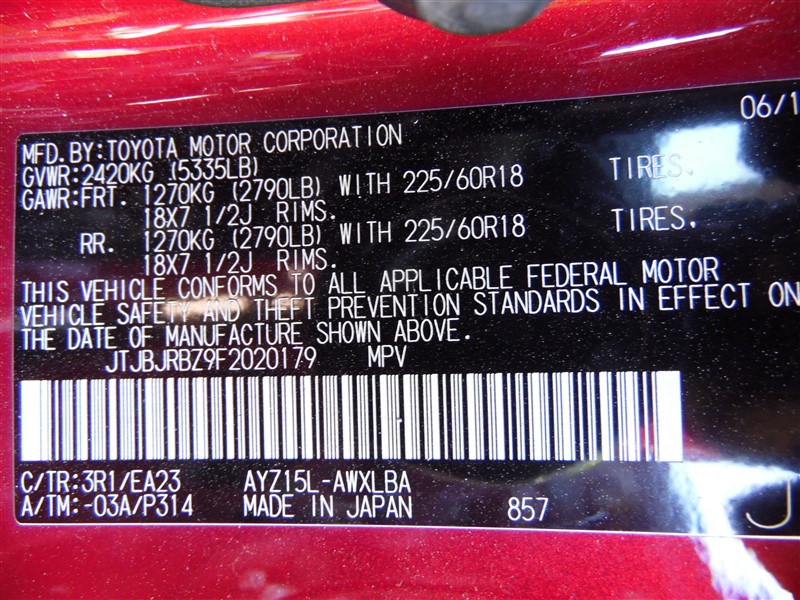 06/1
MFD.BY:TOYOTA MOTOR CORPORATION
GVWR:2420KG (5335LB)
GAWR:FRT. 1270KG (2790LB) WITH 225/60R18 TIRES.
18X7 1/2J RIMS.
RR. 1270KG (2790LB) WITH 225/60R18 TIRES.
18X7 1/2J RIMS.
THIS VEHICLE CONFORMS TO ALL APPLICABLE FEDERAL MOTOR
VEHICLE SAFETY AND THEFT PREVENTION STANDARDS IN EFFECT ON
THE DATE OF MANUFACTURE SHOWN ABOVE.
JTJBJRBZ9F2020179 MPV
C/TR:3R1/EA23 AYZ15L-AWXLBA
A/TM:-03A/P314 MADE IN JAPAN 857
J